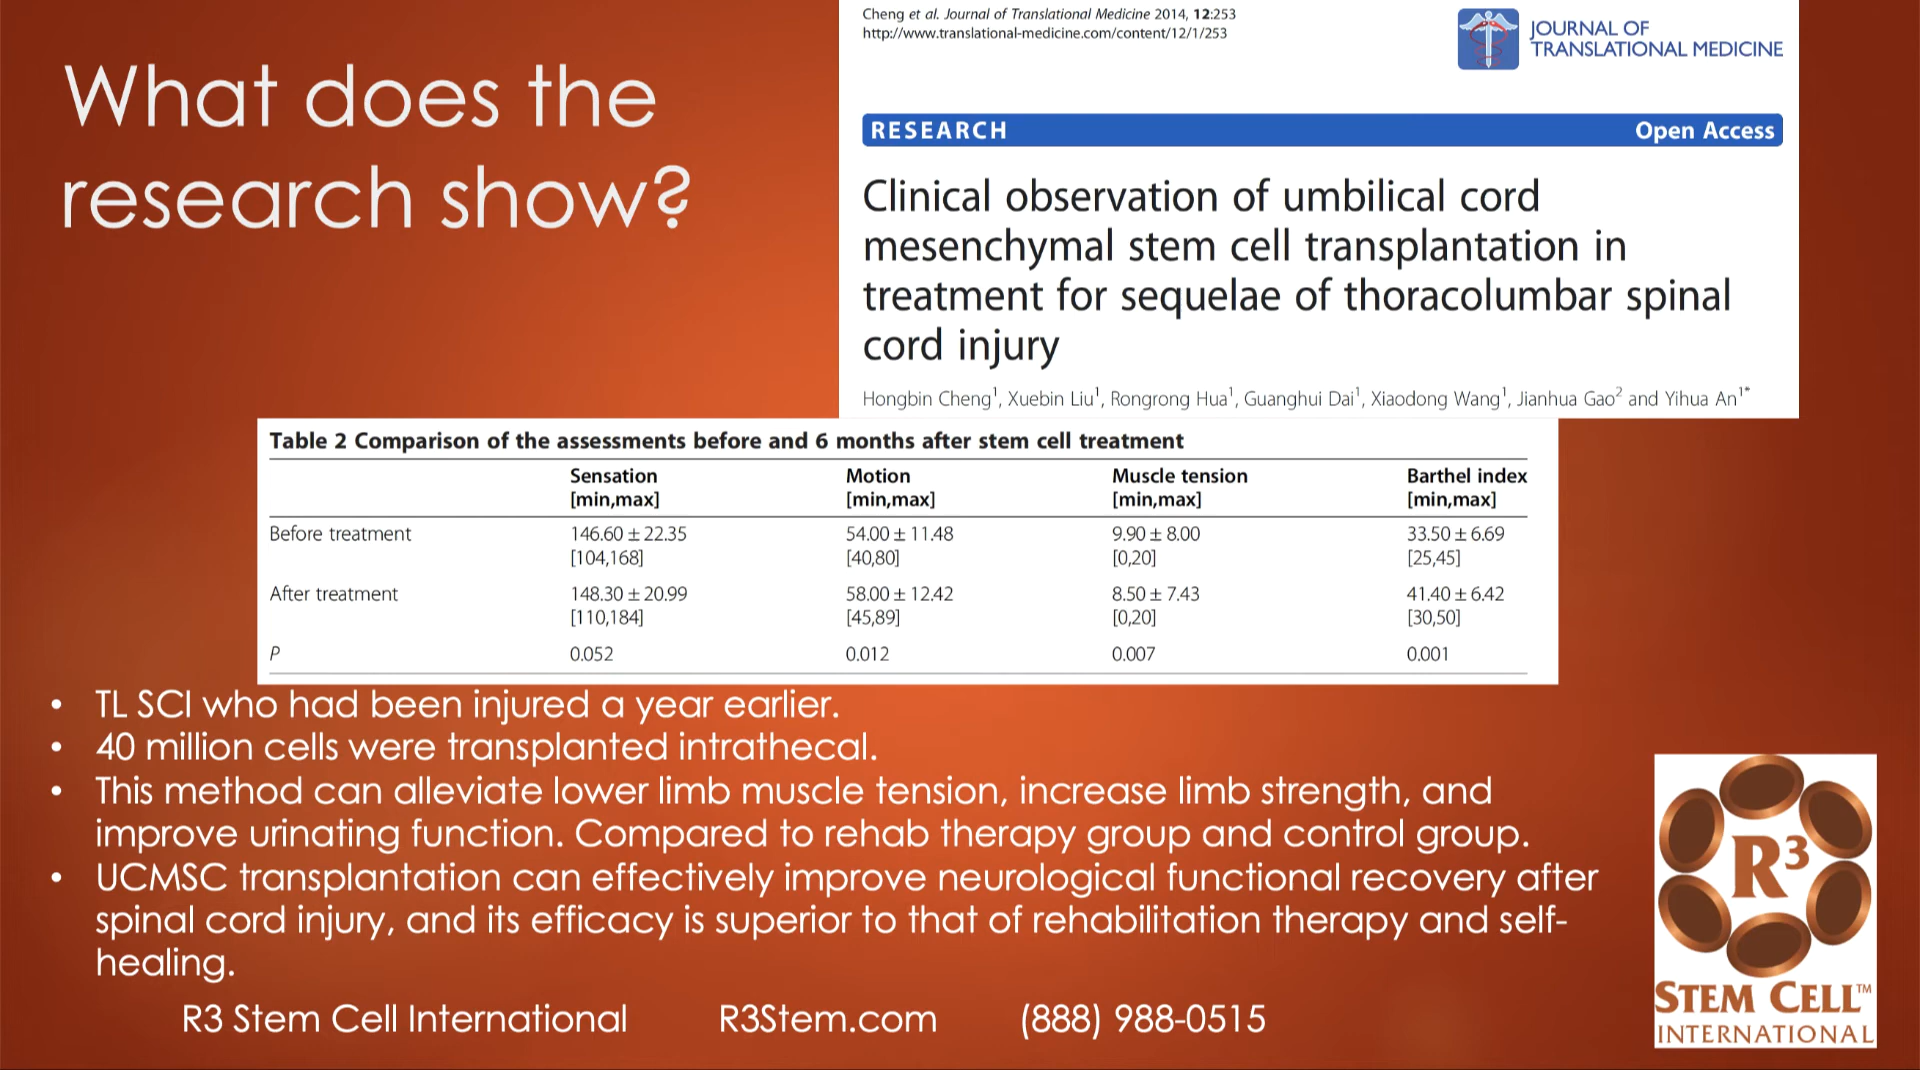 What does the
research show?
Cheng et al. Journal of Translational Medicine 2014, 12:253
http://www.translational-medicine.com/content/12/1/253
JOURNAL OF
TRANSLATIONAL MEDICINE
RESEARCH Open Access
Clinical observation of umbilical cord
mesenchymal stem cell transplantation in
treatment for sequelae of thoracolumbar spinal
cord injury
Hongbin Cheng1, Xuebin Liu1, Rongrong Hua1, Guanghui Dai1, Xiaodong Wang1, Jianhua Gao2 and Yihua An1*
Table 2 Comparison of the assessments before and 6 months after stem cell treatment
Sensation Motion Muscle tension Barthel index
[min,max] [min,max] [min,max] [min,max]
Before treatment 146.60 ± 22.35 54.00 ± 11.48 9.90 ± 8.00 33.50 ± 6.69
[104,168] [40,80] [0,20] [25,45]
After treatment 148.30 ± 20.99 58.00 ± 12.42 8.50 ± 7.43 41.40 ± 6.42
[110,184] [45,89] [0,20] [30,50]
P 0.052 0.012 0.007 0.001
• TL SCI who had been injured a year earlier.
• 40 million cells were transplanted intrathecal.
• This method can alleviate lower limb muscle tension, increase limb strength, and
improve urinating function. Compared to rehab therapy group and control group.
• UCMSC transplantation can effectively improve neurological functional recovery after
spinal cord injury, and its efficacy is superior to that of rehabilitation therapy and self-
healing.
R3 Stem Cell International R3Stem.com (888) 988-0515
R3
STEM CELL™
INTERNATIONAL